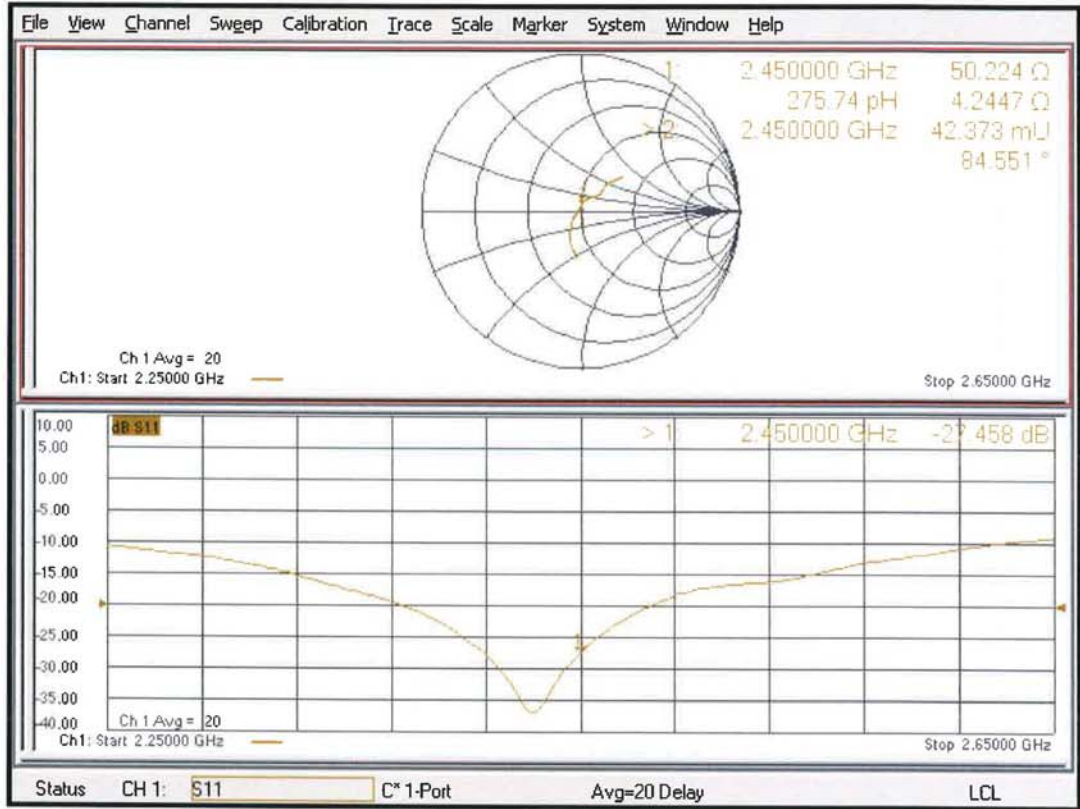 File View Channel Sweep Calibration Trace Scale Marker System Window Help
1: 2.450000 GHz 50.224 Ω
275.74 pH 4.2447 Ω
> 2: 2.450000 GHz 42.373 mU
84.551 °
Ch 1 Avg = 20
Ch1: Start 2.25000 GHz
Stop 2.65000 GHz
10.00
dB S11
> 1: 2.450000 GHz -27.458 dB
5.00
0.00
-5.00
-10.00
-15.00
-20.00
-25.00
1
-30.00
-35.00
-40.00
Ch 1 Avg = 20
Ch1: Start 2.25000 GHz
Stop 2.65000 GHz
Status CH 1: S11 C* 1-Port Avg=20 Delay LCL